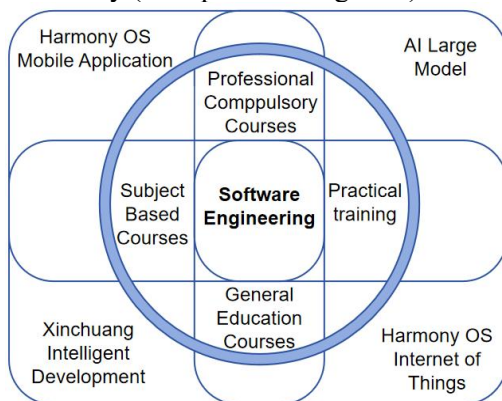 Harmony OS
Mobile Application
AI Large
Model
Professional
Comppulsory
Courses
Subject
Based
Courses
Software
Engineering
Practical
training
General
Education
Courses
Xinchuang
Intelligent
Development
Harmony OS
Internet of
Things